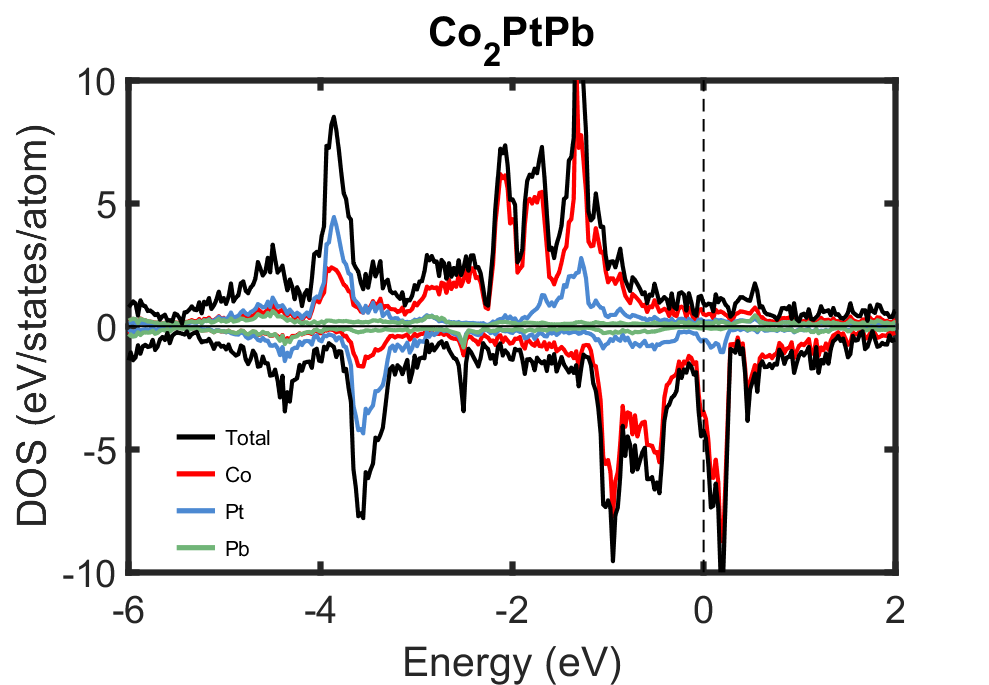 Co₂PtPb
10
5
0
-5
-10
DOS (eV/states/atom)
Total
Co
Pt
Pb
-6 -4 -2 0 2
Energy (eV)